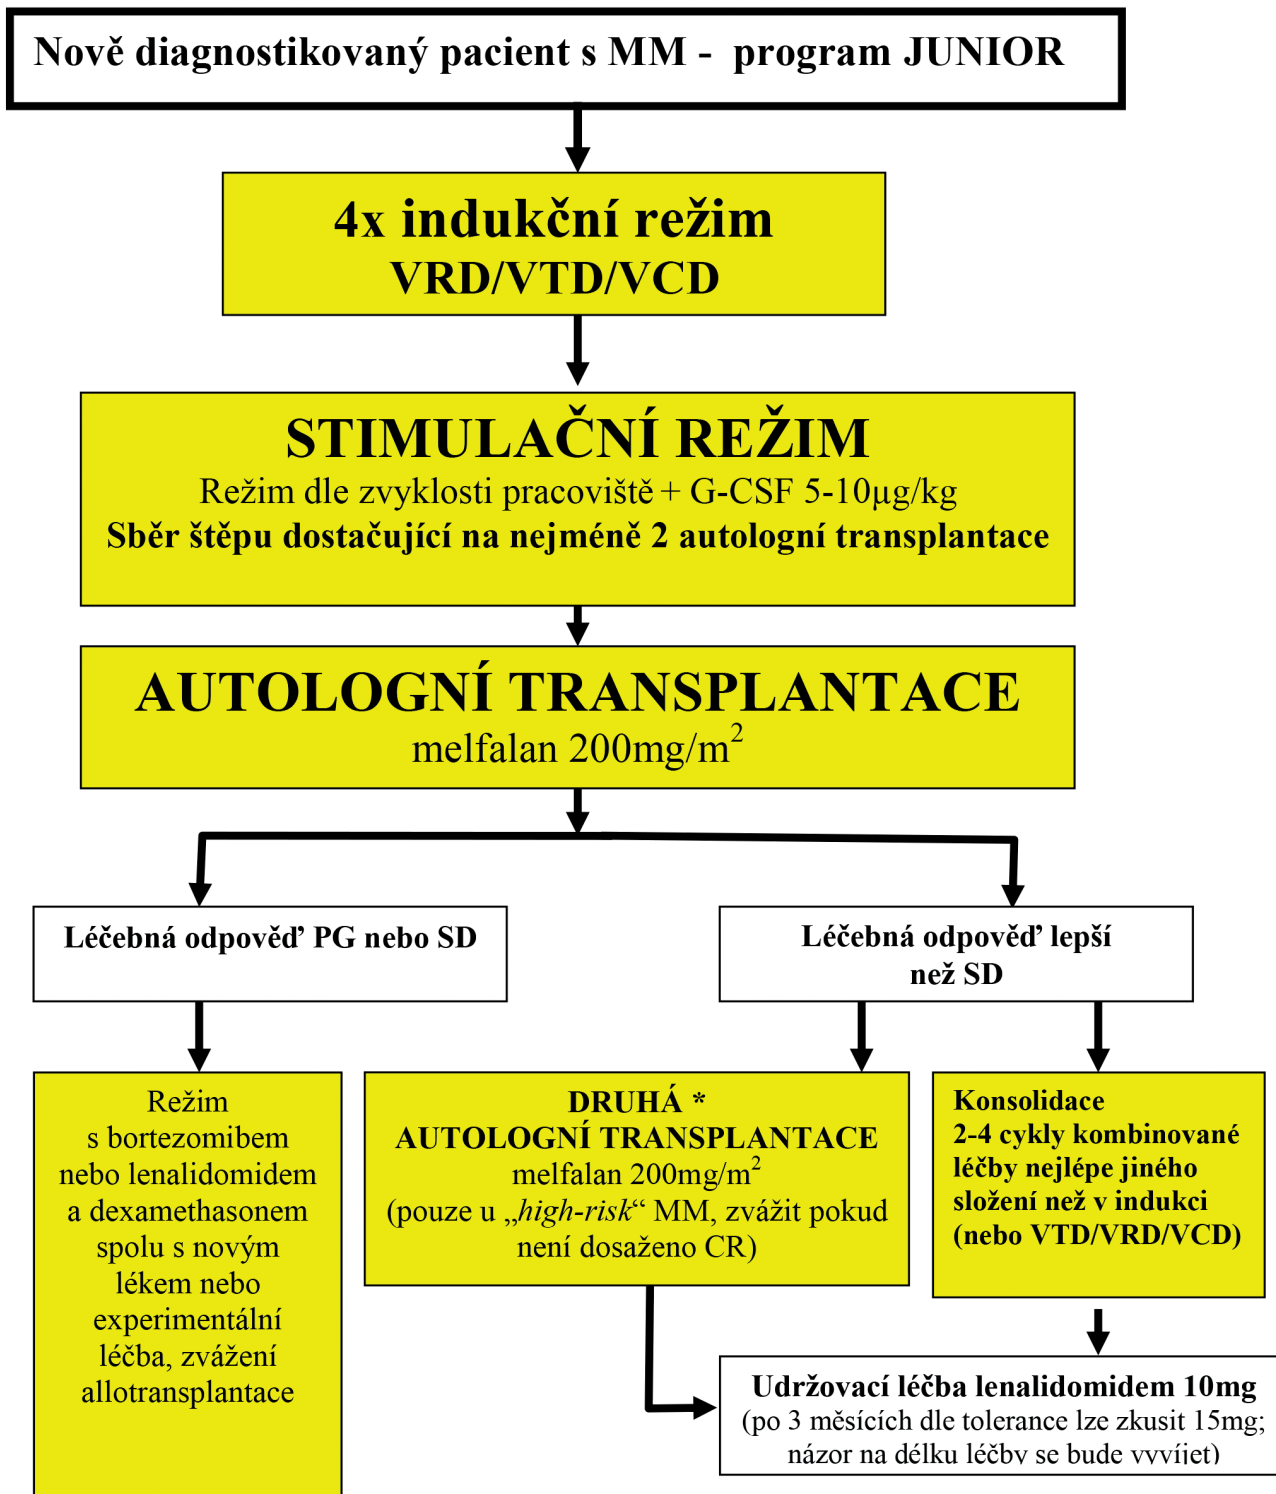 Nově diagnostikovaný pacient s MM - program JUNIOR
4x indukční režim
VRD/VTD/VCD
STIMULAČNÍ REŽIM
Režim dle zvyklosti pracoviště + G-CSF 5-10µg/kg
Sběr štěpu dostačující na nejméně 2 autologní transplantace
AUTOLOGNÍ TRANSPLANTACE
melfalan 200mg/m²
Léčebná odpověď PG nebo SD
Léčebná odpověď lepší
než SD
Režim
s bortezomibem
nebo lenalidomidem
a dexamethasonem
spolu s novým
lékem nebo
experimentální
léčba, zvážení
allotransplantace
DRUHÁ *
AUTOLOGNÍ TRANSPLANTACE
melfalan 200mg/m²
(pouze u „high-risk“ MM, zvážit pokud
není dosaženo CR)
Konsolidace
2-4 cykly kombinované
léčby nejlépe jiného
složení než v indukci
(nebo VTD/VRD/VCD)
Udržovací léčba lenalidomidem 10mg
(po 3 měsících dle tolerance lze zkusit 15mg;
názor na délku léčby se bude vyvíjet)